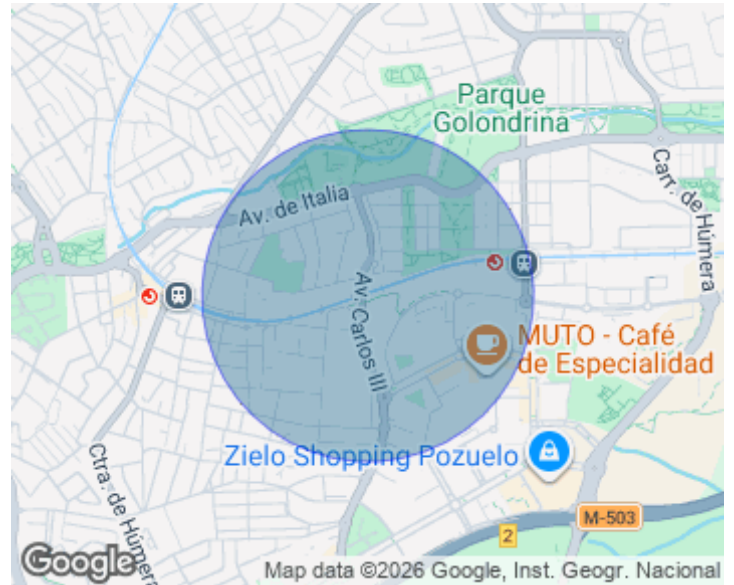 Parque
Golondrina
Av. de Italia
Carr. de Húmera
Av. Carlos III
MUTO - Café
de Especialidad
Zielo Shopping Pozuelo
Ctra. de Húmera
M-503
2
Google
Map data ©2026 Google, Inst. Geogr. Nacional